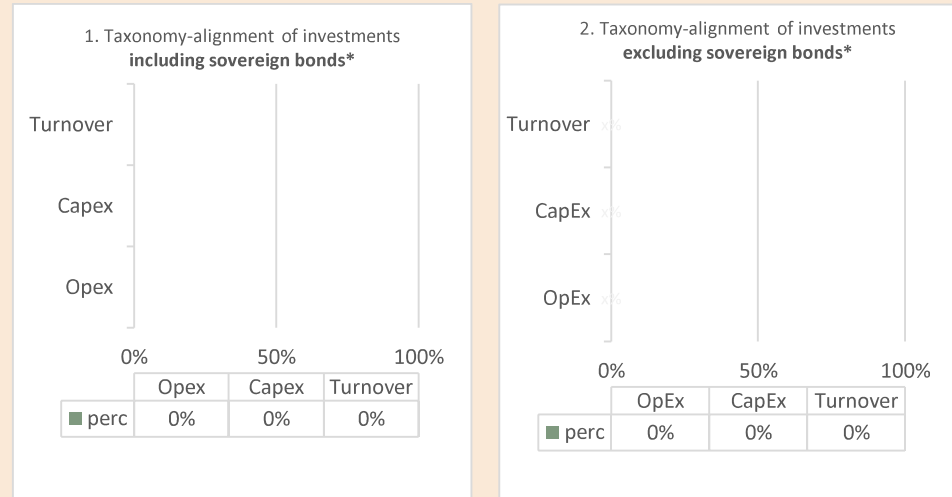 1. Taxonomy-alignment of investments
including sovereign bonds*
Turnover
Capex
Opex
0% 50% 100%
Opex Capex Turnover
perc 0% 0% 0%
2. Taxonomy-alignment of investments
excluding sovereign bonds*
Turnover x%
CapEx x%
OpEx x%
0% 50% 100%
OpEx CapEx Turnover
perc 0% 0% 0%